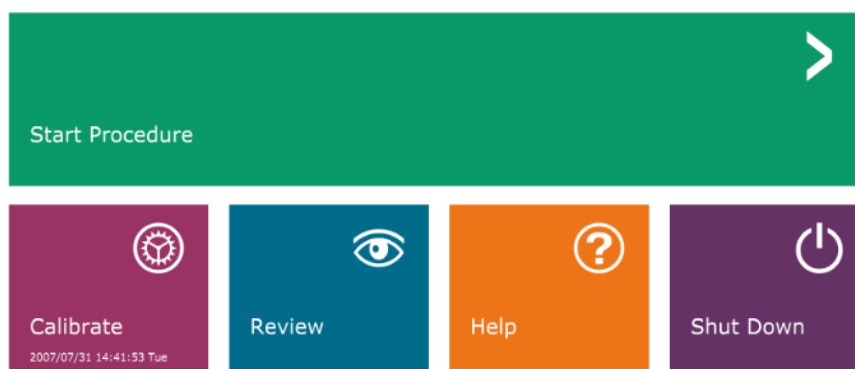 Start Procedure
Calibrate
2007/07/31 14:41:53 Tue
Review
Help
Shut Down